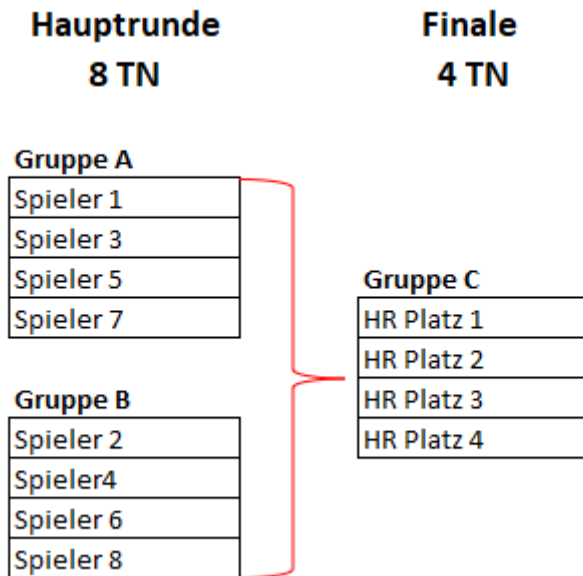 Hauptrunde
8 TN
Finale
4 TN
Gruppe A
Spieler 1
Spieler 3
Spieler 5
Spieler 7
Gruppe B
Spieler 2
Spieler4
Spieler 6
Spieler 8
Gruppe C
HR Platz 1
HR Platz 2
HR Platz 3
HR Platz 4